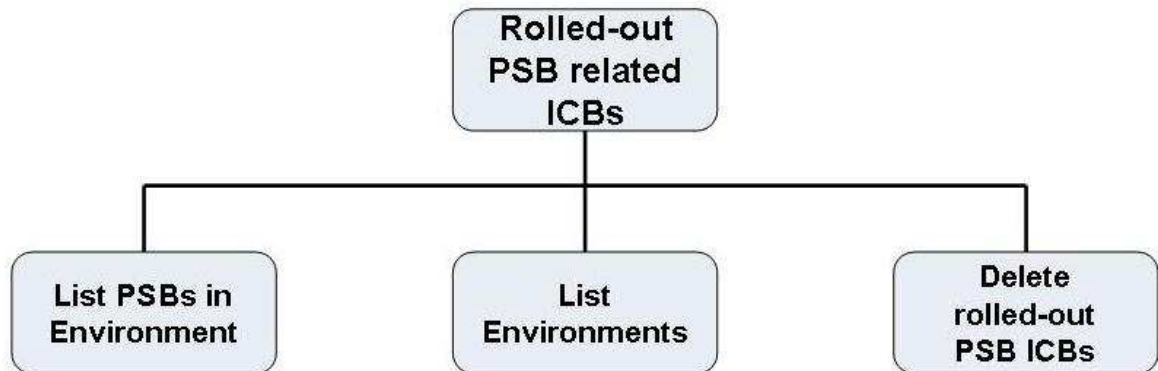 Rolled-out
PSB related
ICBs
List PSBs in
Environment
List
Environments
Delete
rolled-out
PSB ICBs